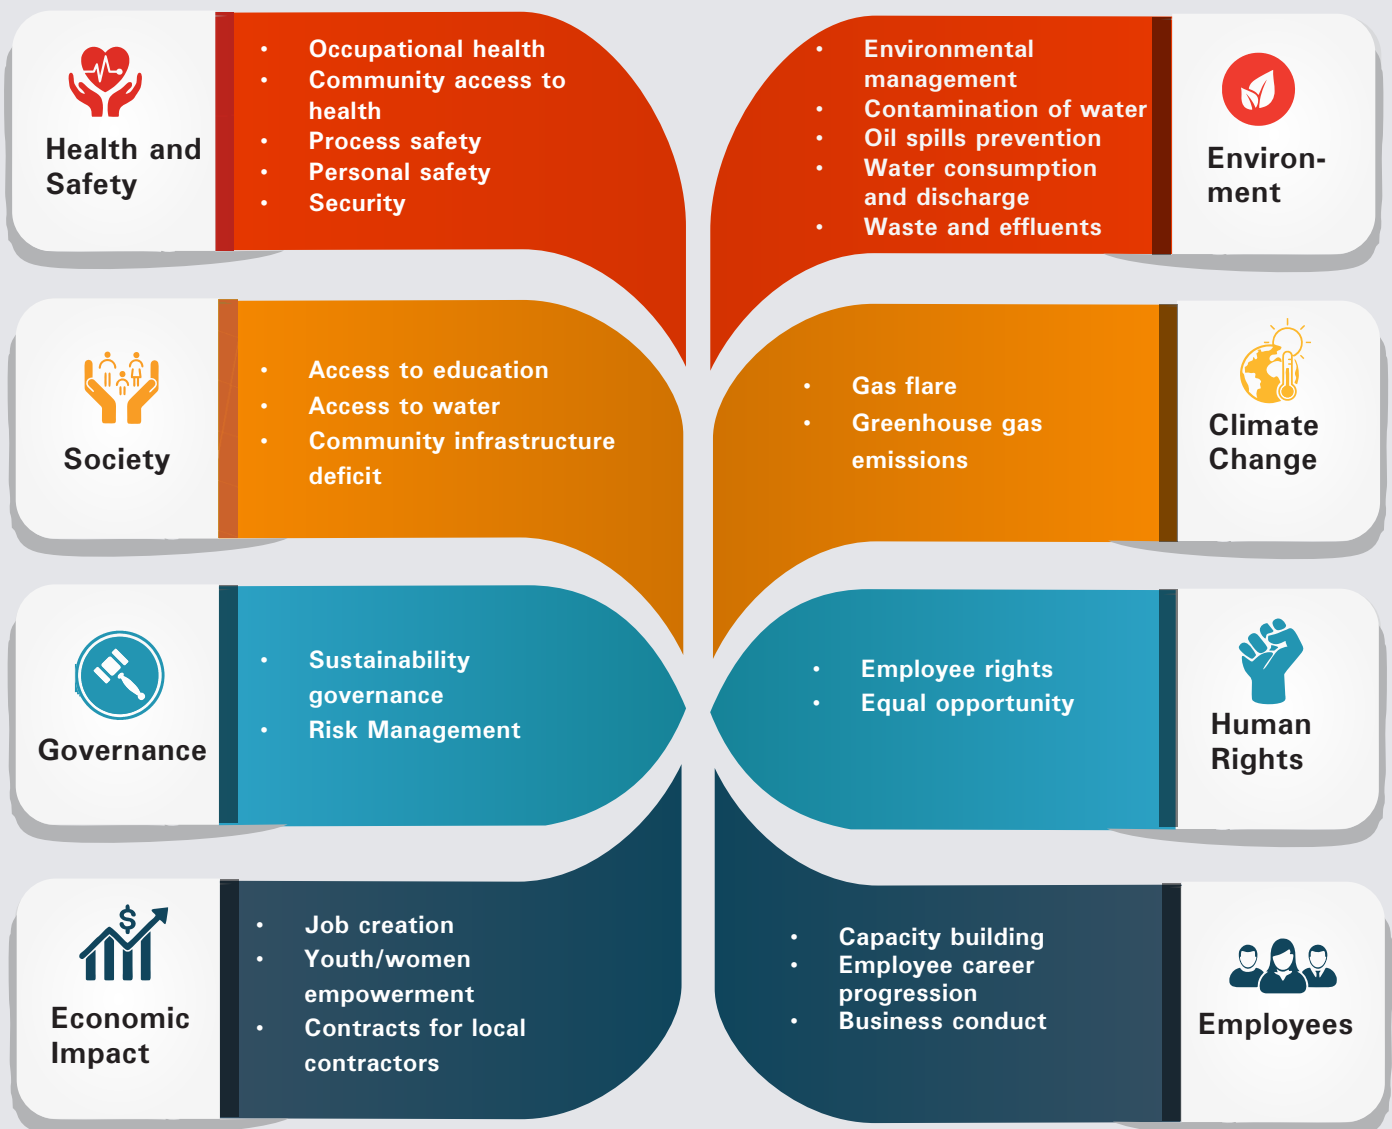 Health and
Safety
• Occupational health
• Community access to
health
• Process safety
• Personal safety
• Security
• Environmental
management
• Contamination of water
• Oil spills prevention
• Water consumption
and discharge
• Waste and effluents
Environ-
ment
Society
• Access to education
• Access to water
• Community infrastructure
deficit
• Gas flare
• Greenhouse gas
emissions
Climate
Change
Governance
• Sustainability
governance
• Risk Management
• Employee rights
• Equal opportunity
Human
Rights
$
Economic
Impact
• Job creation
• Youth/women
empowerment
• Contracts for local
contractors
• Capacity building
• Employee career
progression
• Business conduct
Employees